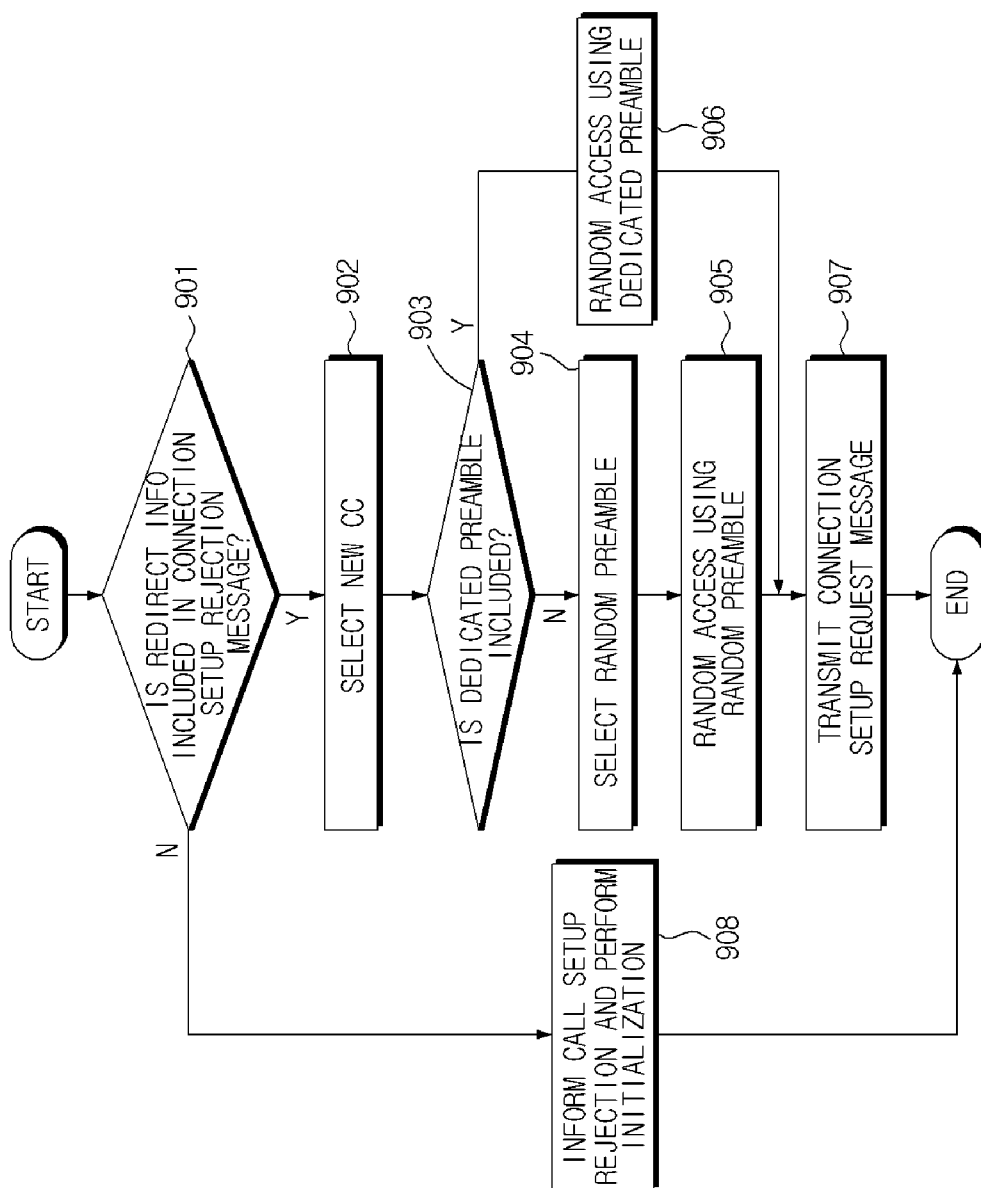 START
IS REDIRECT INFO
INCLUDED IN CONNECTION
SETUP REJECTION
MESSAGE?
901
N
Y
SELECT NEW CC
902
IS DEDICATED PREAMBLE
INCLUDED?
903
Y
N
SELECT RANDOM PREAMBLE
904
RANDOM ACCESS USING
RANDOM PREAMBLE
905
RANDOM ACCESS USING
DEDICATED PREAMBLE
906
TRANSMIT CONNECTION
SETUP REQUEST MESSAGE
907
INFORM CALL SETUP
REJECTION AND PERFORM
INITIALIZATION
908
END